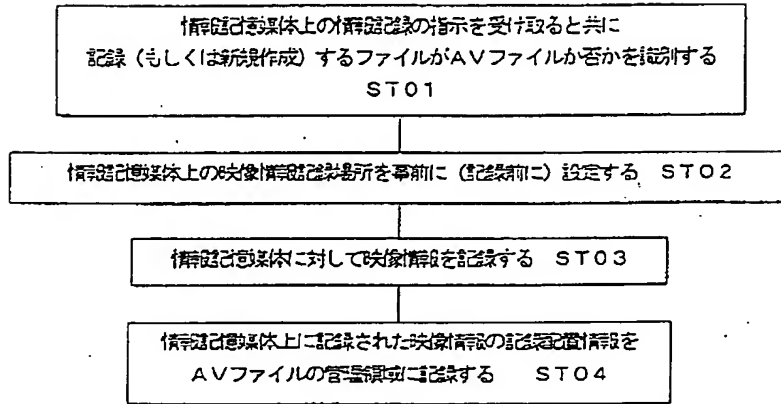 情報記憶媒体上の情報記録の指示を受け取ると共に
記録（もしくは新規作成）するファイルがAVファイルか否かを識別する
ST01
情報記憶媒体上の映像情報記録場所を事前に（記録前に）設定する ST02
情報記憶媒体に対して映像情報を記録する ST03
情報記憶媒体上に記録された映像情報の記録配置情報を
AVファイルの管理領域に記録する ST04